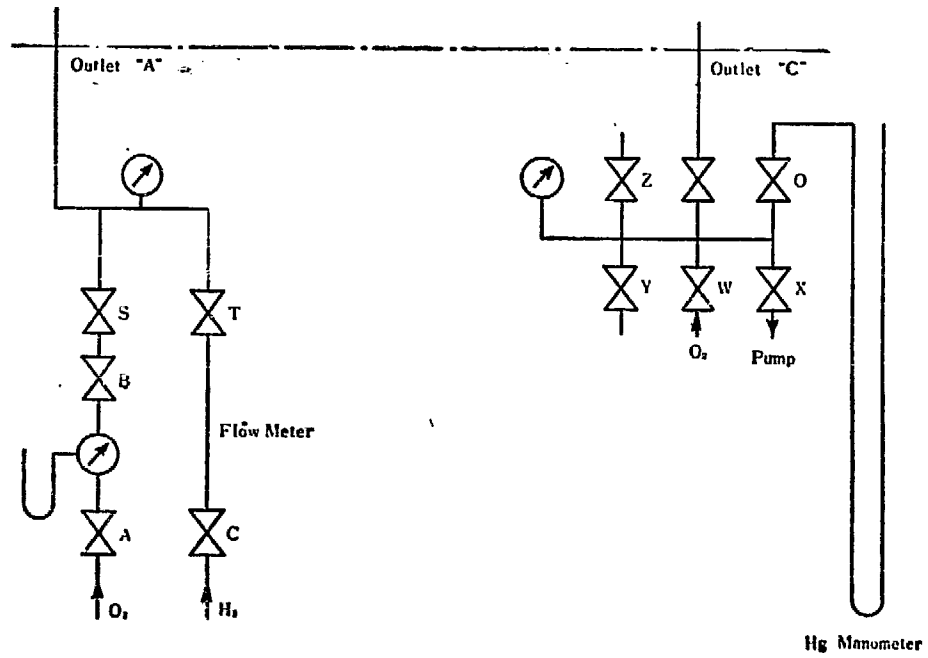 Outlet "A"
Outlet "C"
Z
O
S
T
Y
W
X
O₂
Pump
B
Flow Meter
A
C
O₂
H₂
Hg Manometer